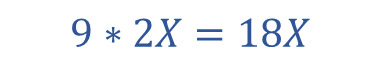 9 ∗ 2X = 18X